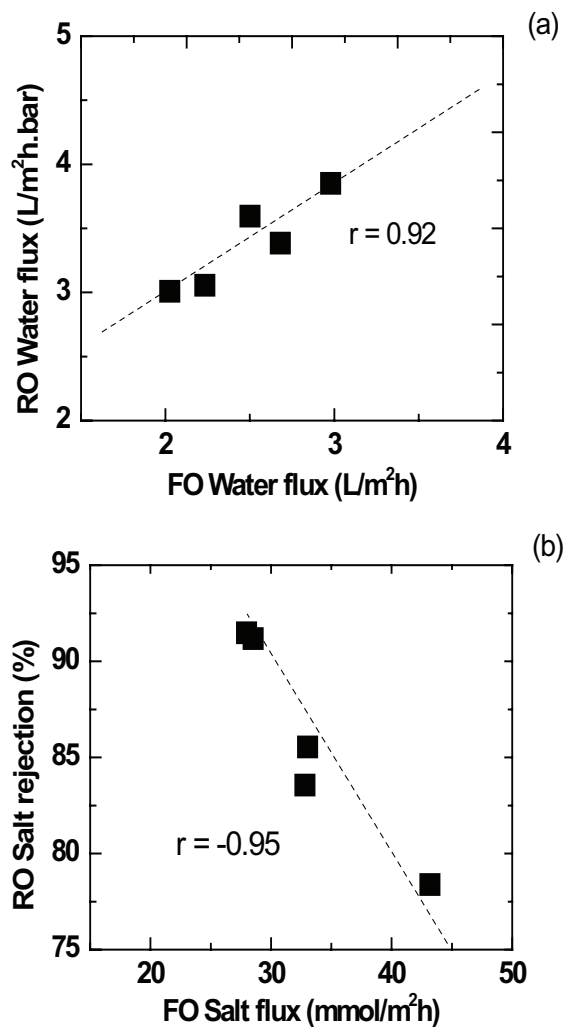 (a)
5
4
3
2
RO Water flux (L/m²h.bar)
r = 0.92
2 3 4
FO Water flux (L/m²h)
(b)
95
90
85
80
75
RO Salt rejection (%)
r = -0.95
20 30 40 50
FO Salt flux (mmol/m²h)